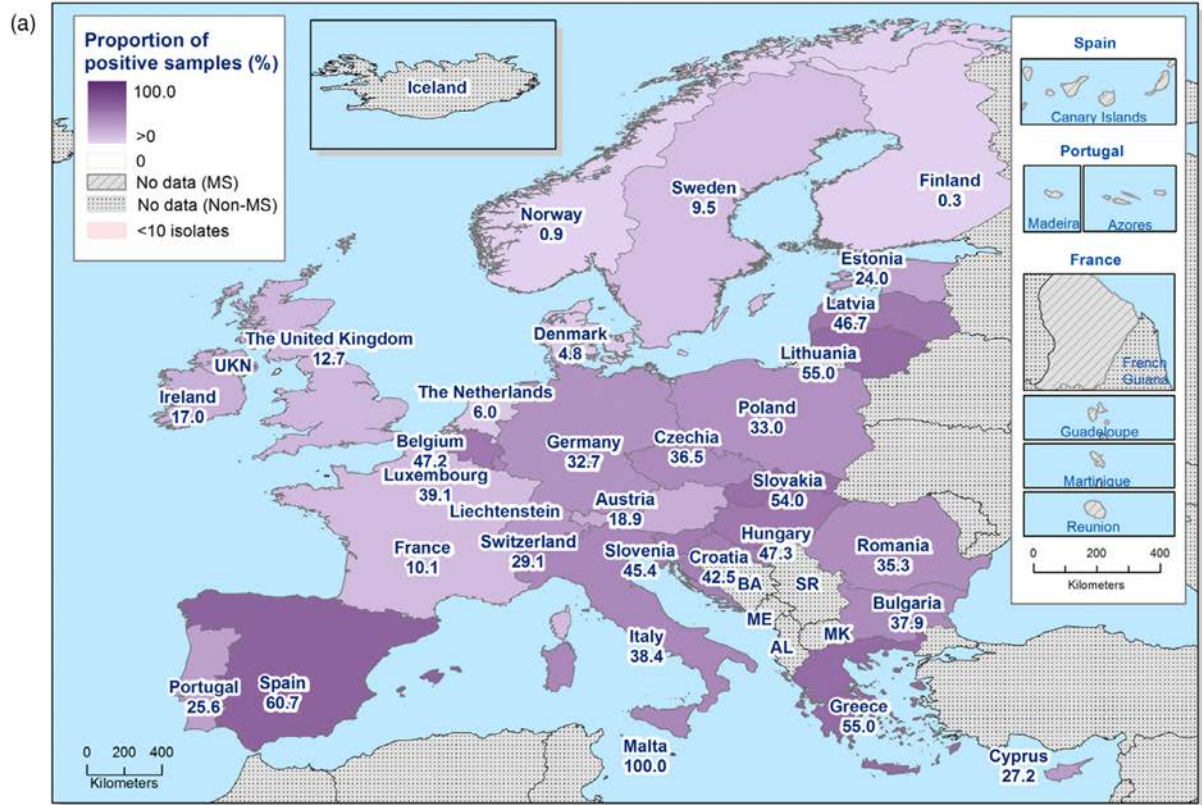 (a)
Proportion of
positive samples (%)
100.0
>0
0
No data (MS)
No data (Non-MS)
<10 isolates
Iceland
Spain
Canary Islands
Portugal
Madeira
Azores
France
French
Guiana
Guadeloupe
Martinique
Reunion
0 200 400
Kilometers
Norway
0.9
Sweden
9.5
Finland
0.3
Estonia
24.0
Latvia
46.7
Lithuania
55.0
Denmark
4.8
The United Kingdom
12.7
UKN
Ireland
17.0
The Netherlands
6.0
Belgium
47.2
Luxembourg
39.1
Germany
32.7
Poland
33.0
Czechia
36.5
Slovakia
54.0
Austria
18.9
Liechtenstein
Switzerland
29.1
France
10.1
Slovenia
45.4
Hungary
47.3
Croatia
42.5
Romania
35.3
BA
SR
Bulgaria
37.9
ME
MK
AL
Italy
38.4
Portugal
25.6
Spain
60.7
Greece
55.0
Malta
100.0
Cyprus
27.2
0 200 400
Kilometers